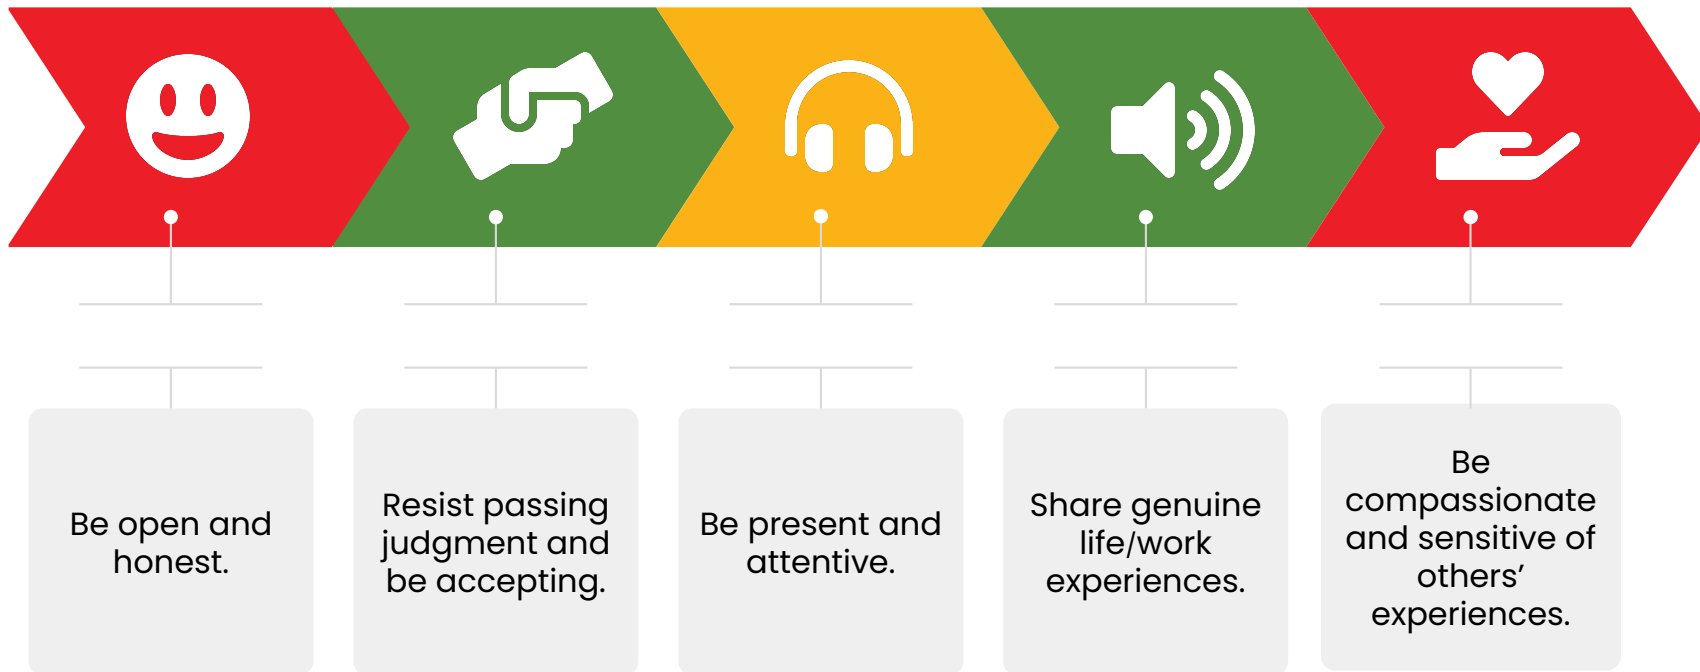 Be open and
honest.
Resist passing
judgment and
be accepting.
Be present and
attentive.
Share genuine
life/work
experiences.
Be
compassionate
and sensitive of
others’
experiences.